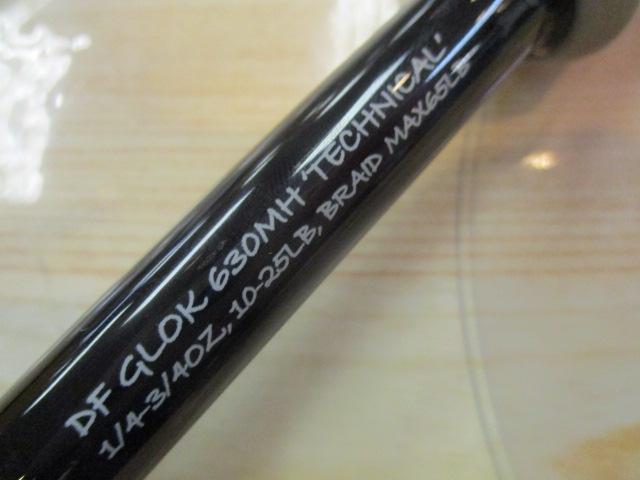 DF GLOK 630MH 'TECHNICAL'
1/4-3/4OZ, 10-25LB, BRAID MAX65LB